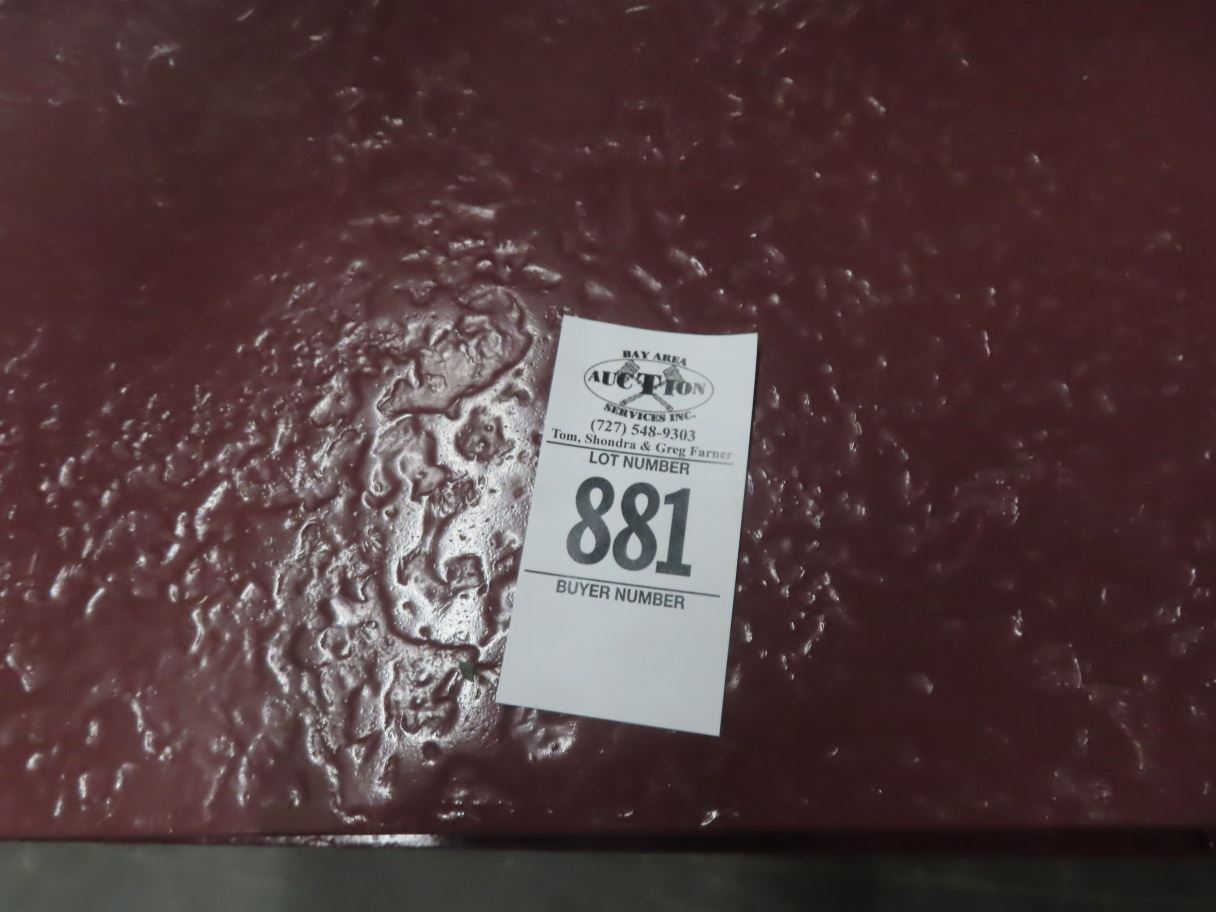 BAY AREA
AUCTION
SERVICES INC.
(727) 548-9303
Tom, Shondra & Greg Farner
LOT NUMBER
881
BUYER NUMBER